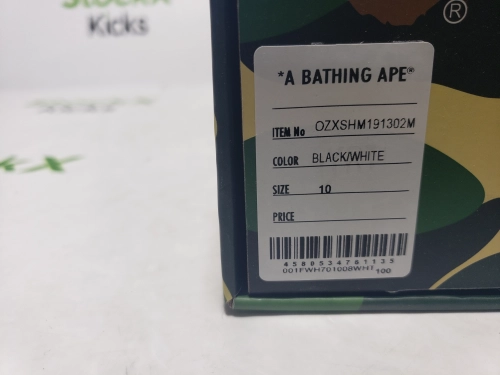 Kicks
®
*A BATHING APE®
ITEM No OZXSHM191302M
COLOR BLACK/WHITE
SIZE 10
PRICE
4580534781135
001FWH701008WHT 100